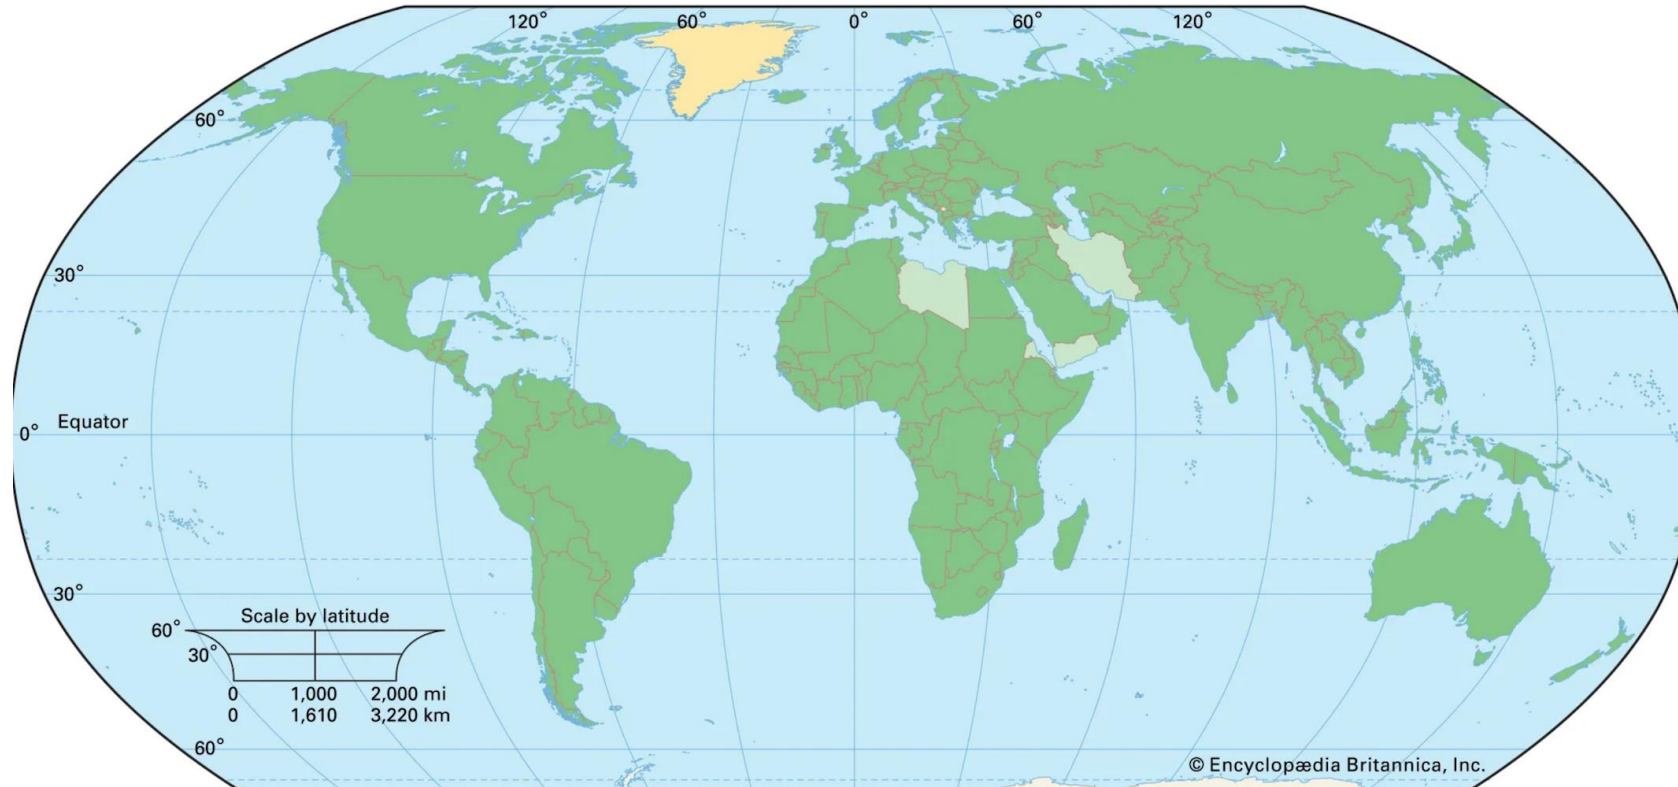 120° 60° 0° 60° 120°
60°
30°
0° Equator
30°
Scale by latitude
60°
30°
0 1,000 2,000 mi
0 1,610 3,220 km
60°
© Encyclopædia Britannica, Inc.